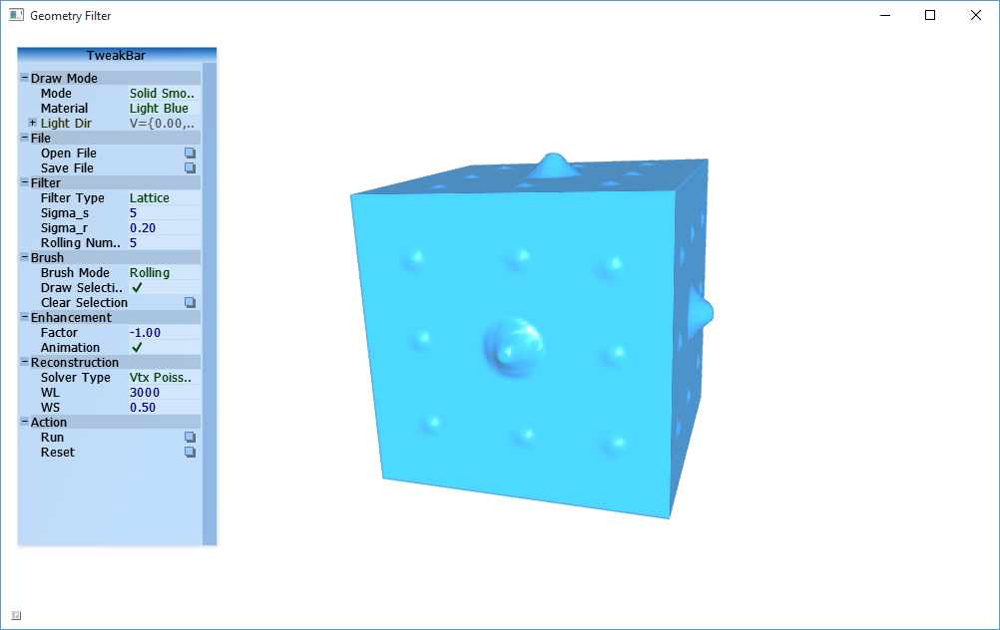 Geometry Filter
TweakBar
Draw Mode
Mode Solid Smo..
Material Light Blue
Light Dir V={0.00,..
File
Open File
Save File
Filter
Filter Type Lattice
Sigma_s 5
Sigma_r 0.20
Rolling Num.. 5
Brush
Brush Mode Rolling
Draw Selecti..
Clear Selection
Enhancement
Factor -1.00
Animation
Reconstruction
Solver Type Vtx Poiss..
WL 3000
WS 0.50
Action
Run
Reset